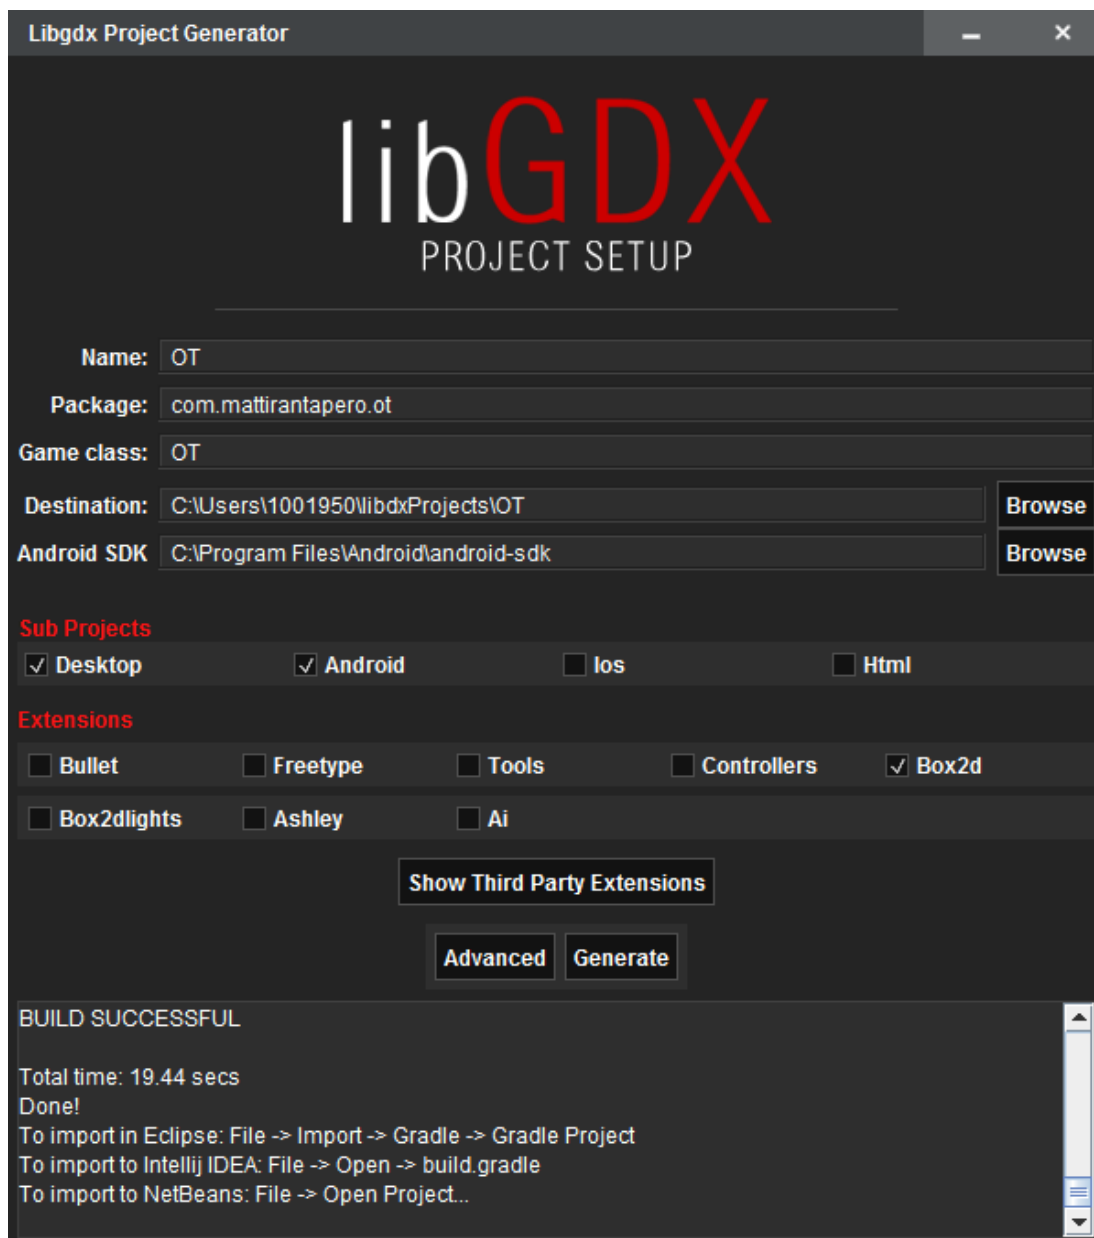 Libgdx Project Generator
libGDX
PROJECT SETUP
Name: OT
Package: com.mattirantapero.ot
Game class: OT
Destination: C:\Users\1001950\libdxProjects\OT Browse
Android SDK C:\Program Files\Android\android-sdk Browse
Sub Projects
Desktop Android Ios Html
Extensions
Bullet Freetype Tools Controllers Box2d
Box2dlights Ashley Ai
Show Third Party Extensions
Advanced Generate
BUILD SUCCESSFUL
Total time: 19.44 secs
Done!
To import in Eclipse: File -> Import -> Gradle -> Gradle Project
To import to Intellij IDEA: File -> Open -> build.gradle
To import to NetBeans: File -> Open Project...